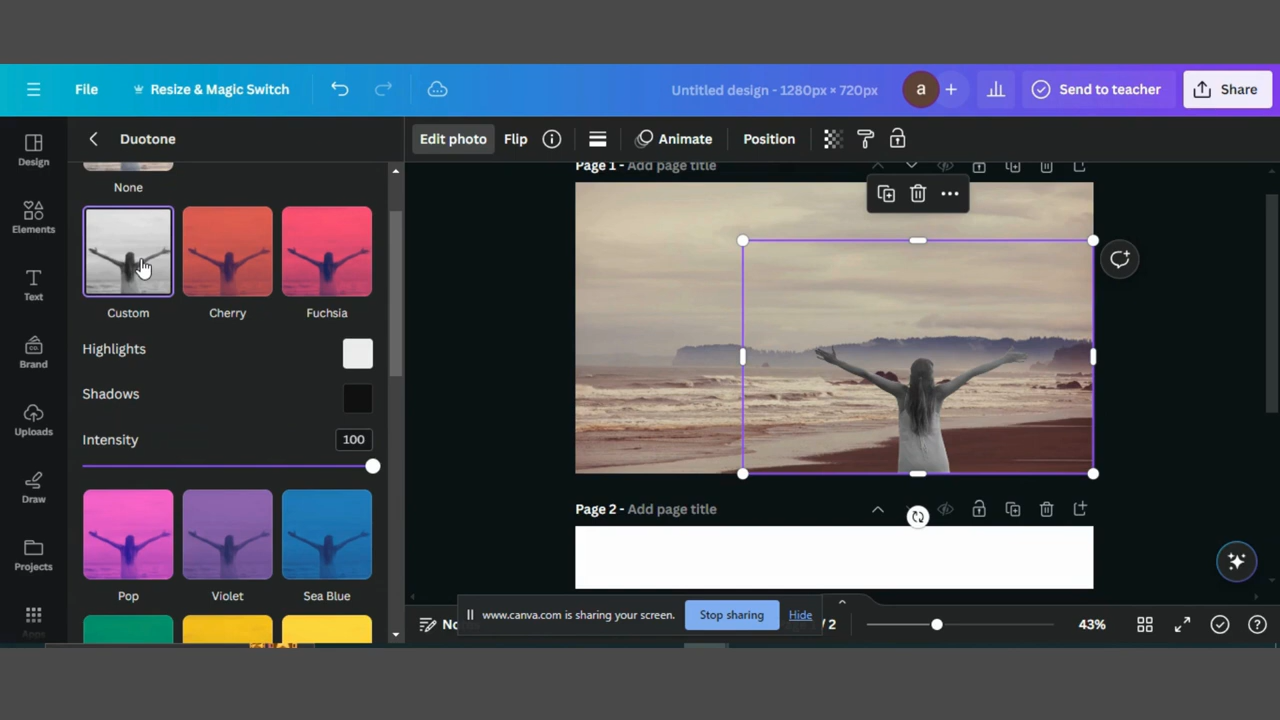 File
Resize & Magic Switch
Untitled design - 1280px × 720px
a
Send to teacher
Share
Design
Elements
Text
Brand
Uploads
Draw
Projects
Apps
Duotone
None
Custom
Cherry
Fuchsia
Highlights
Shadows
Intensity
100
Pop
Violet
Sea Blue
Edit photo
Flip
Animate
Position
Page 1 - Add page title
Page 2 - Add page title
www.canva.com is sharing your screen.
Stop sharing
Hide
/ 2
43%